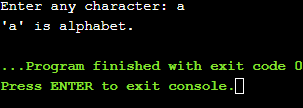 Enter any character: a
'a' is alphabet.
...Program finished with exit code 0
Press ENTER to exit console.